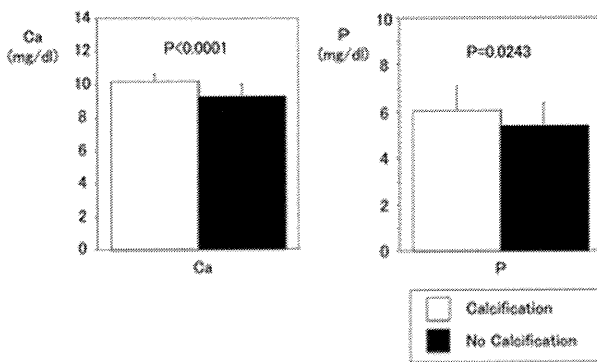 Ca
(mg/dl)
14
12
10
8
6
4
2
0
P<0.0001
Ca
P
(mg/dl)
10
8
6
4
2
0
P=0.0243
P
Calcification
No Calcification